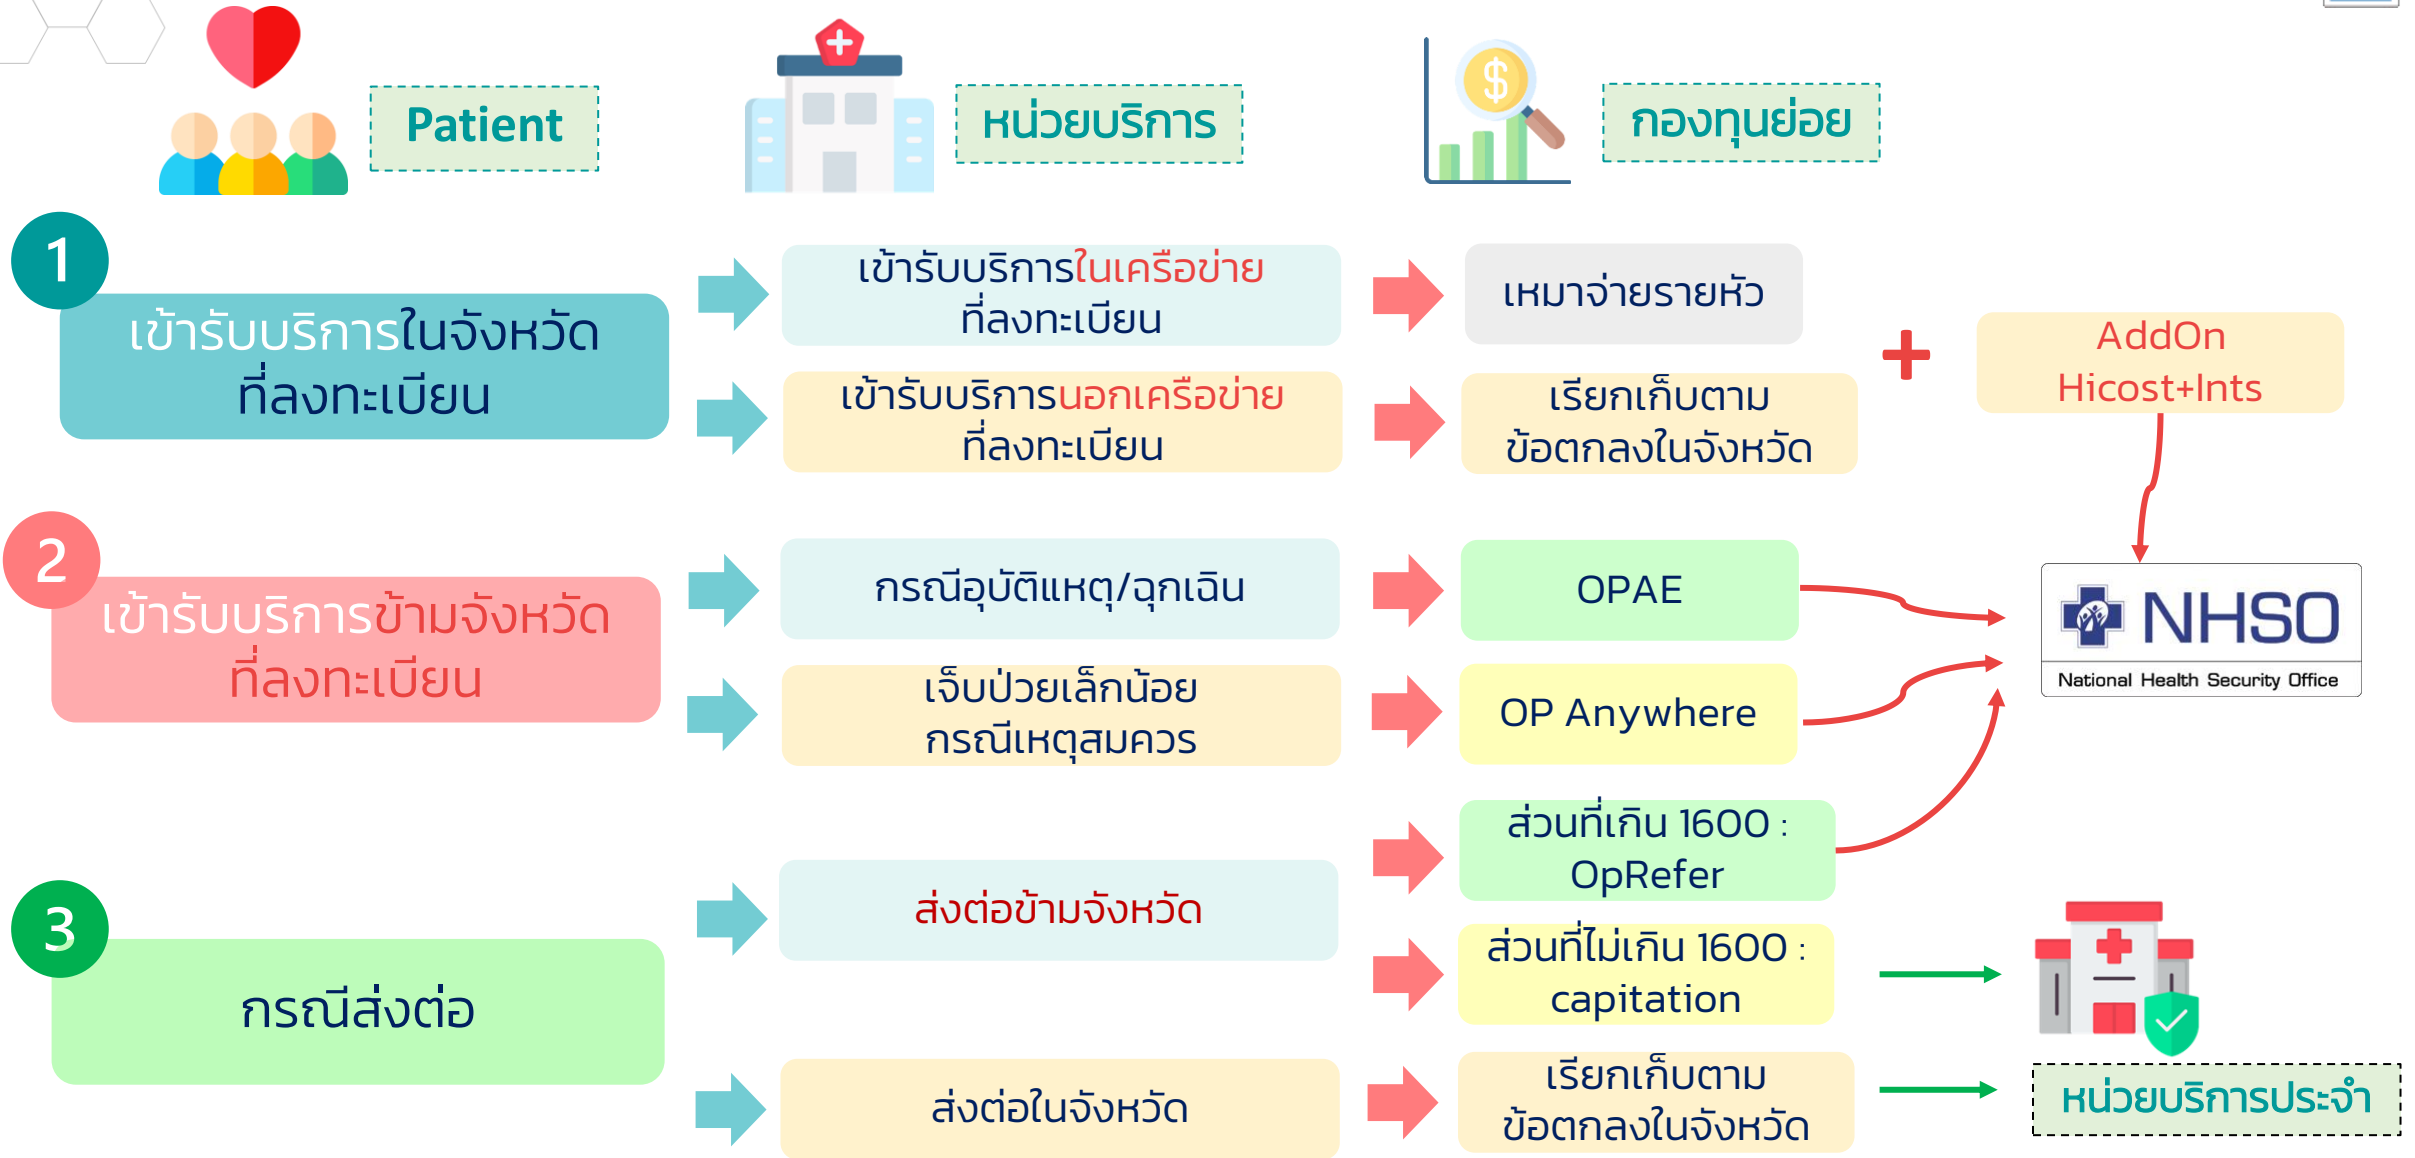 Patient
หน่วยบริการ
กองทุนย่อย
1
เข้ารับบริการในจังหวัด
ที่ลงทะเบียน
เข้ารับบริการในเครือข่าย
ที่ลงทะเบียน
เหมาจ่ายรายหัว
เข้ารับบริการนอกเครือข่าย
ที่ลงทะเบียน
เรียกเก็บตาม
ข้อตกลงในจังหวัด
+
AddOn
Hicost+Ints
2
เข้ารับบริการข้ามจังหวัด
ที่ลงทะเบียน
กรณีอุบัติแหตุ/ฉุกเฉิน
OPAE
เจ็บป่วยเล็กน้อย
กรณีเหตุสมควร
OP Anywhere
NHSO
National Health Security Office
3
กรณีส่งต่อ
ส่งต่อข้ามจังหวัด
ส่วนที่เกิน 1600 :
OpRefer
ส่วนที่ไม่เกิน 1600 :
capitation
ส่งต่อในจังหวัด
เรียกเก็บตาม
ข้อตกลงในจังหวัด
หน่วยบริการประจำ